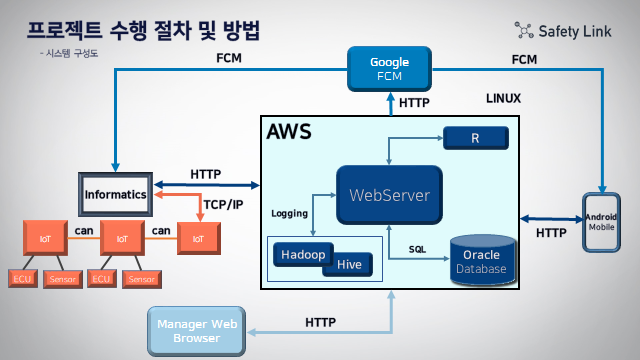 프로젝트 수행 절차 및 방법
- 시스템 구성도
Safety Link
FCM
Google
FCM
FCM
HTTP
LINUX
AWS
R
HTTP
Informatics
TCP/IP
WebServer
Logging
Android
Mobile
HTTP
can
can
IoT
IoT
IoT
SQL
Hadoop
Hive
Oracle
Database
ECU
Sensor
ECU
Sensor
HTTP
Manager Web
Browser